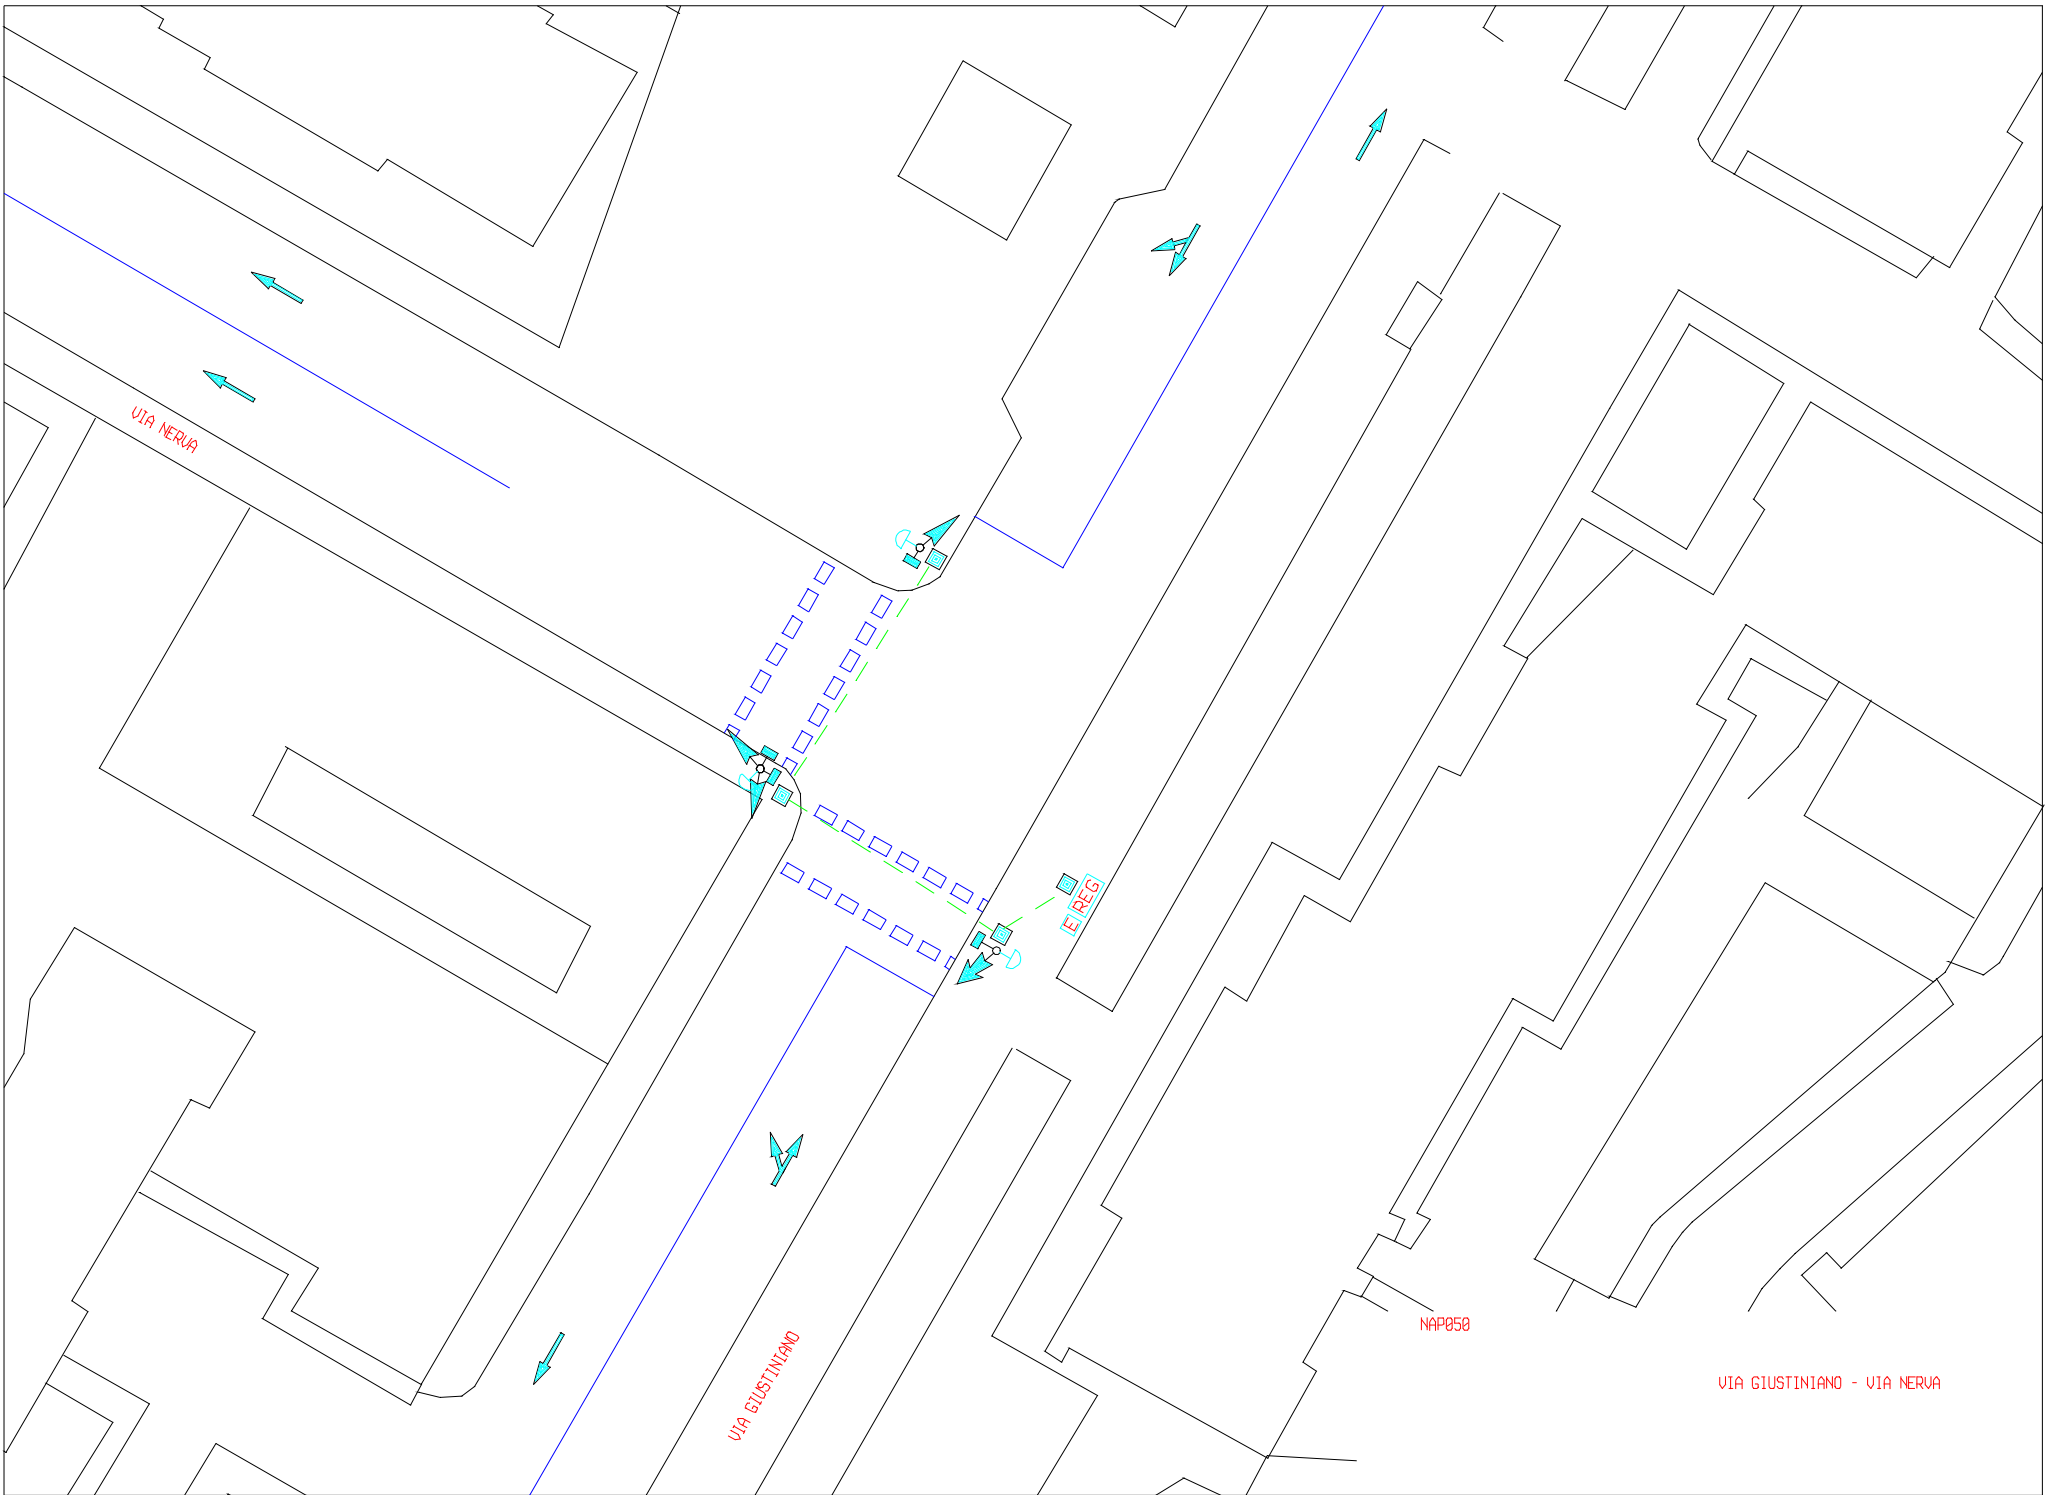 VIA NERVA
E REG
VIA GIUSTINIANO
NAP050
VIA GIUSTINIANO - VIA NERVA